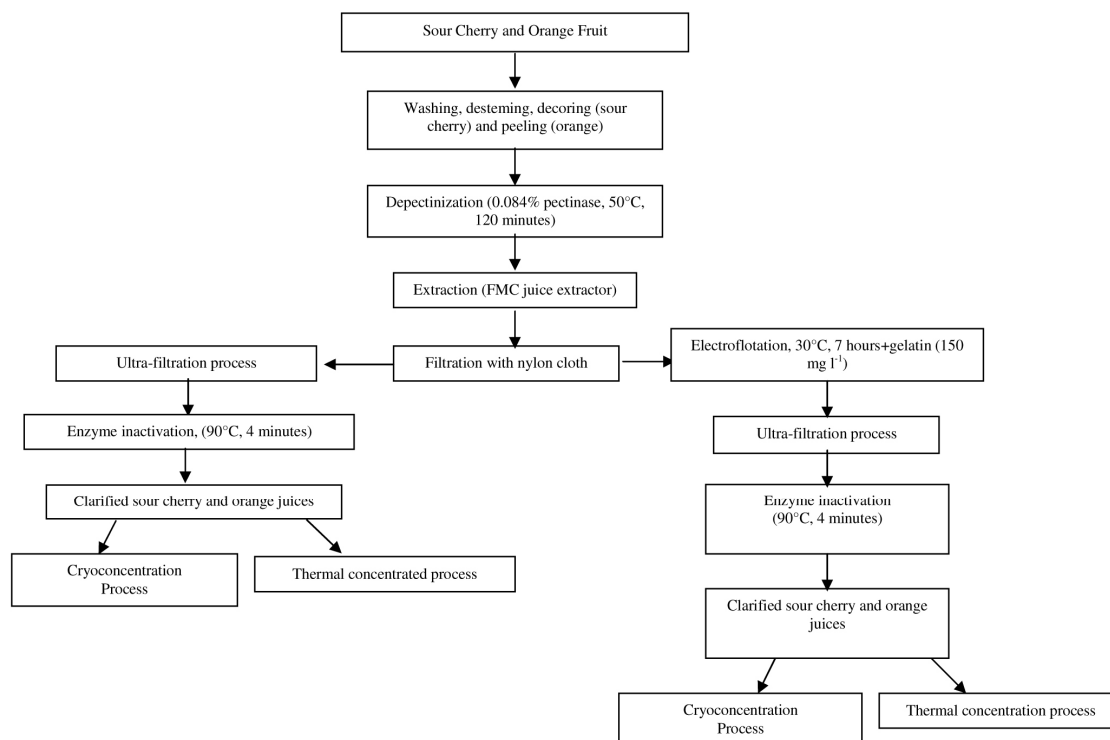 Sour Cherry and Orange Fruit
Washing, desteming, decoring (sour
cherry) and peeling (orange)
Depectinization (0.084% pectinase, 50°C,
120 minutes)
Extraction (FMC juice extractor)
Filtration with nylon cloth
Ultra-filtration process
Enzyme inactivation, (90°C, 4 minutes)
Clarified sour cherry and orange juices
Cryoconcentration
Process
Thermal concentrated process
Electroflotation, 30°C, 7 hours+gelatin (150
mg l⁻¹)
Ultra-filtration process
Enzyme inactivation
(90°C, 4 minutes)
Clarified sour cherry and orange
juices
Cryoconcentration
Process
Thermal concentration process